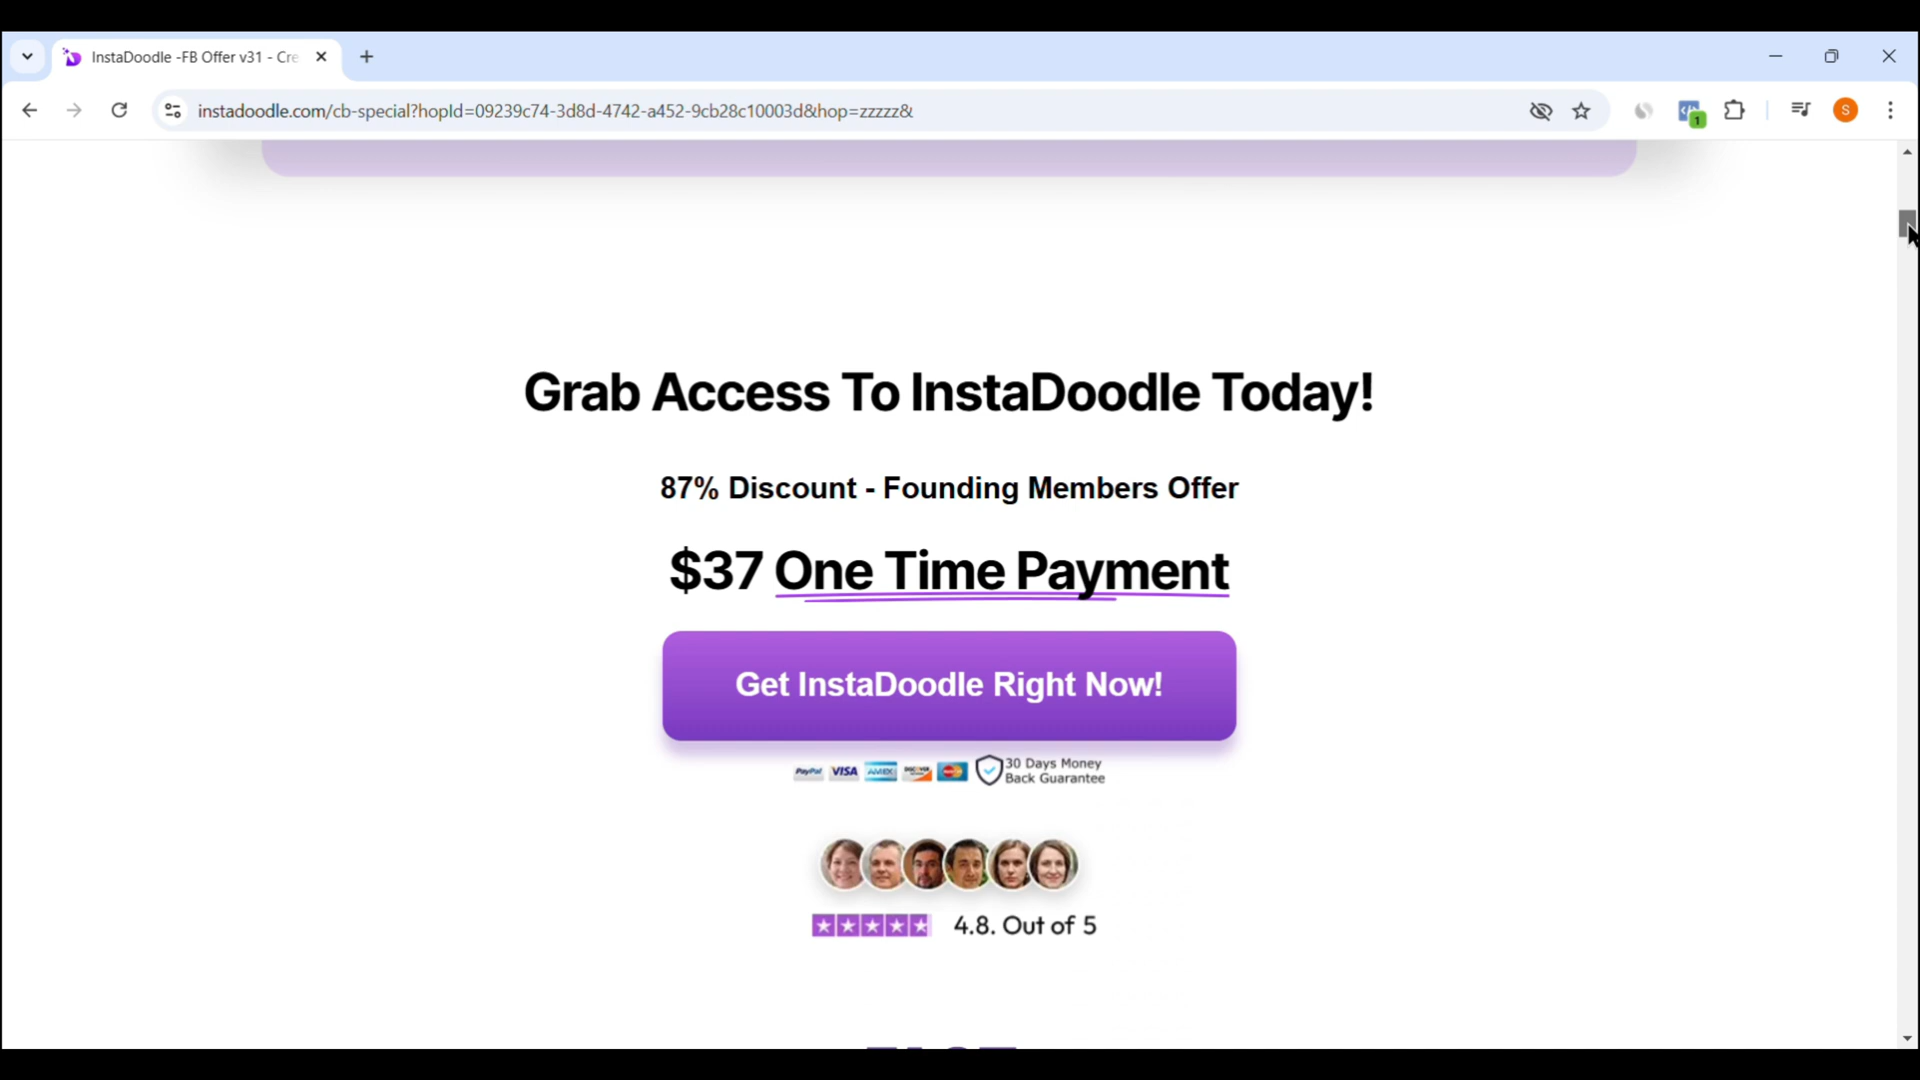 InstaDoodle -FB Offer v31 - Cre
instadoodle.com/cb-special?hopId=09239c74-3d8d-4742-a452-9cb28c10003d&hop=zzzzz&
1
S
Grab Access To InstaDoodle Today!
87% Discount - Founding Members Offer
$37 One Time Payment
Get InstaDoodle Right Now!
PayPal VISA AMEX DISCOVER 30 Days Money
Back Guarantee
4.8. Out of 5